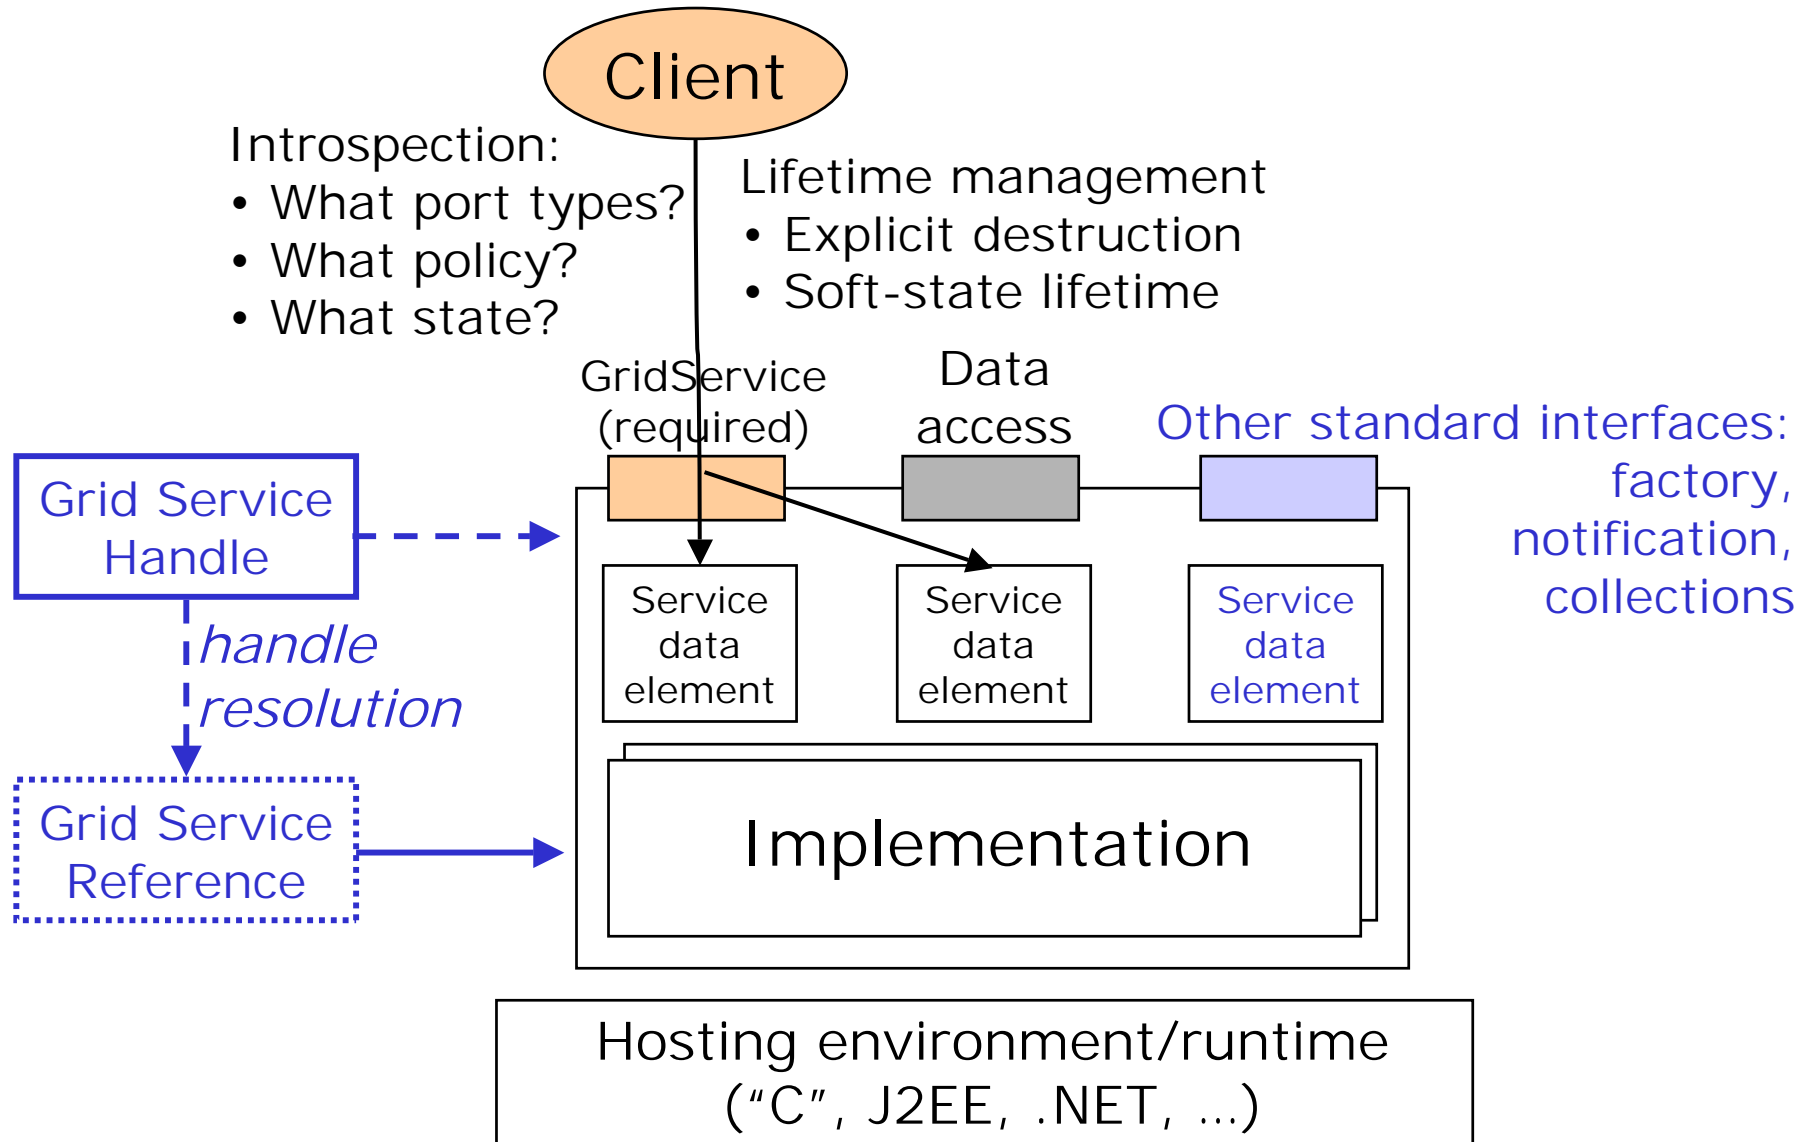 Client
Introspection:
• What port types?
• What policy?
• What state?
Lifetime management
• Explicit destruction
• Soft-state lifetime
GridService
(required)
Data
access
Other standard interfaces:
factory,
notification,
collections
Grid Service
Handle
handle
resolution
Grid Service
Reference
Service
data
element
Service
data
element
Service
data
element
Implementation
Hosting environment/runtime
(“C”, J2EE, .NET, …)